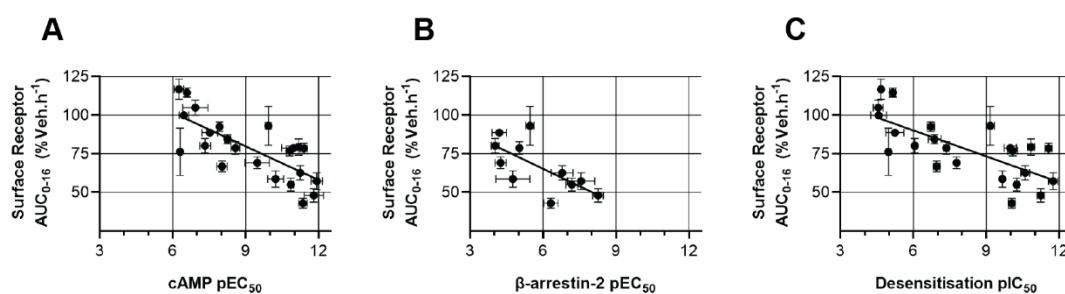 A
Surface Receptor
AUC0-16 (% Veh.h-1)
125
100
75
50
3
6
9
12
cAMP pEC50
B
Surface Receptor
AUC0-16 (% Veh.h-1)
125
100
75
50
3
6
9
12
β-arrestin-2 pEC50
C
Surface Receptor
AUC0-16 (% Veh.h-1)
125
100
75
50
3
6
9
12
Desensitisation pIC50